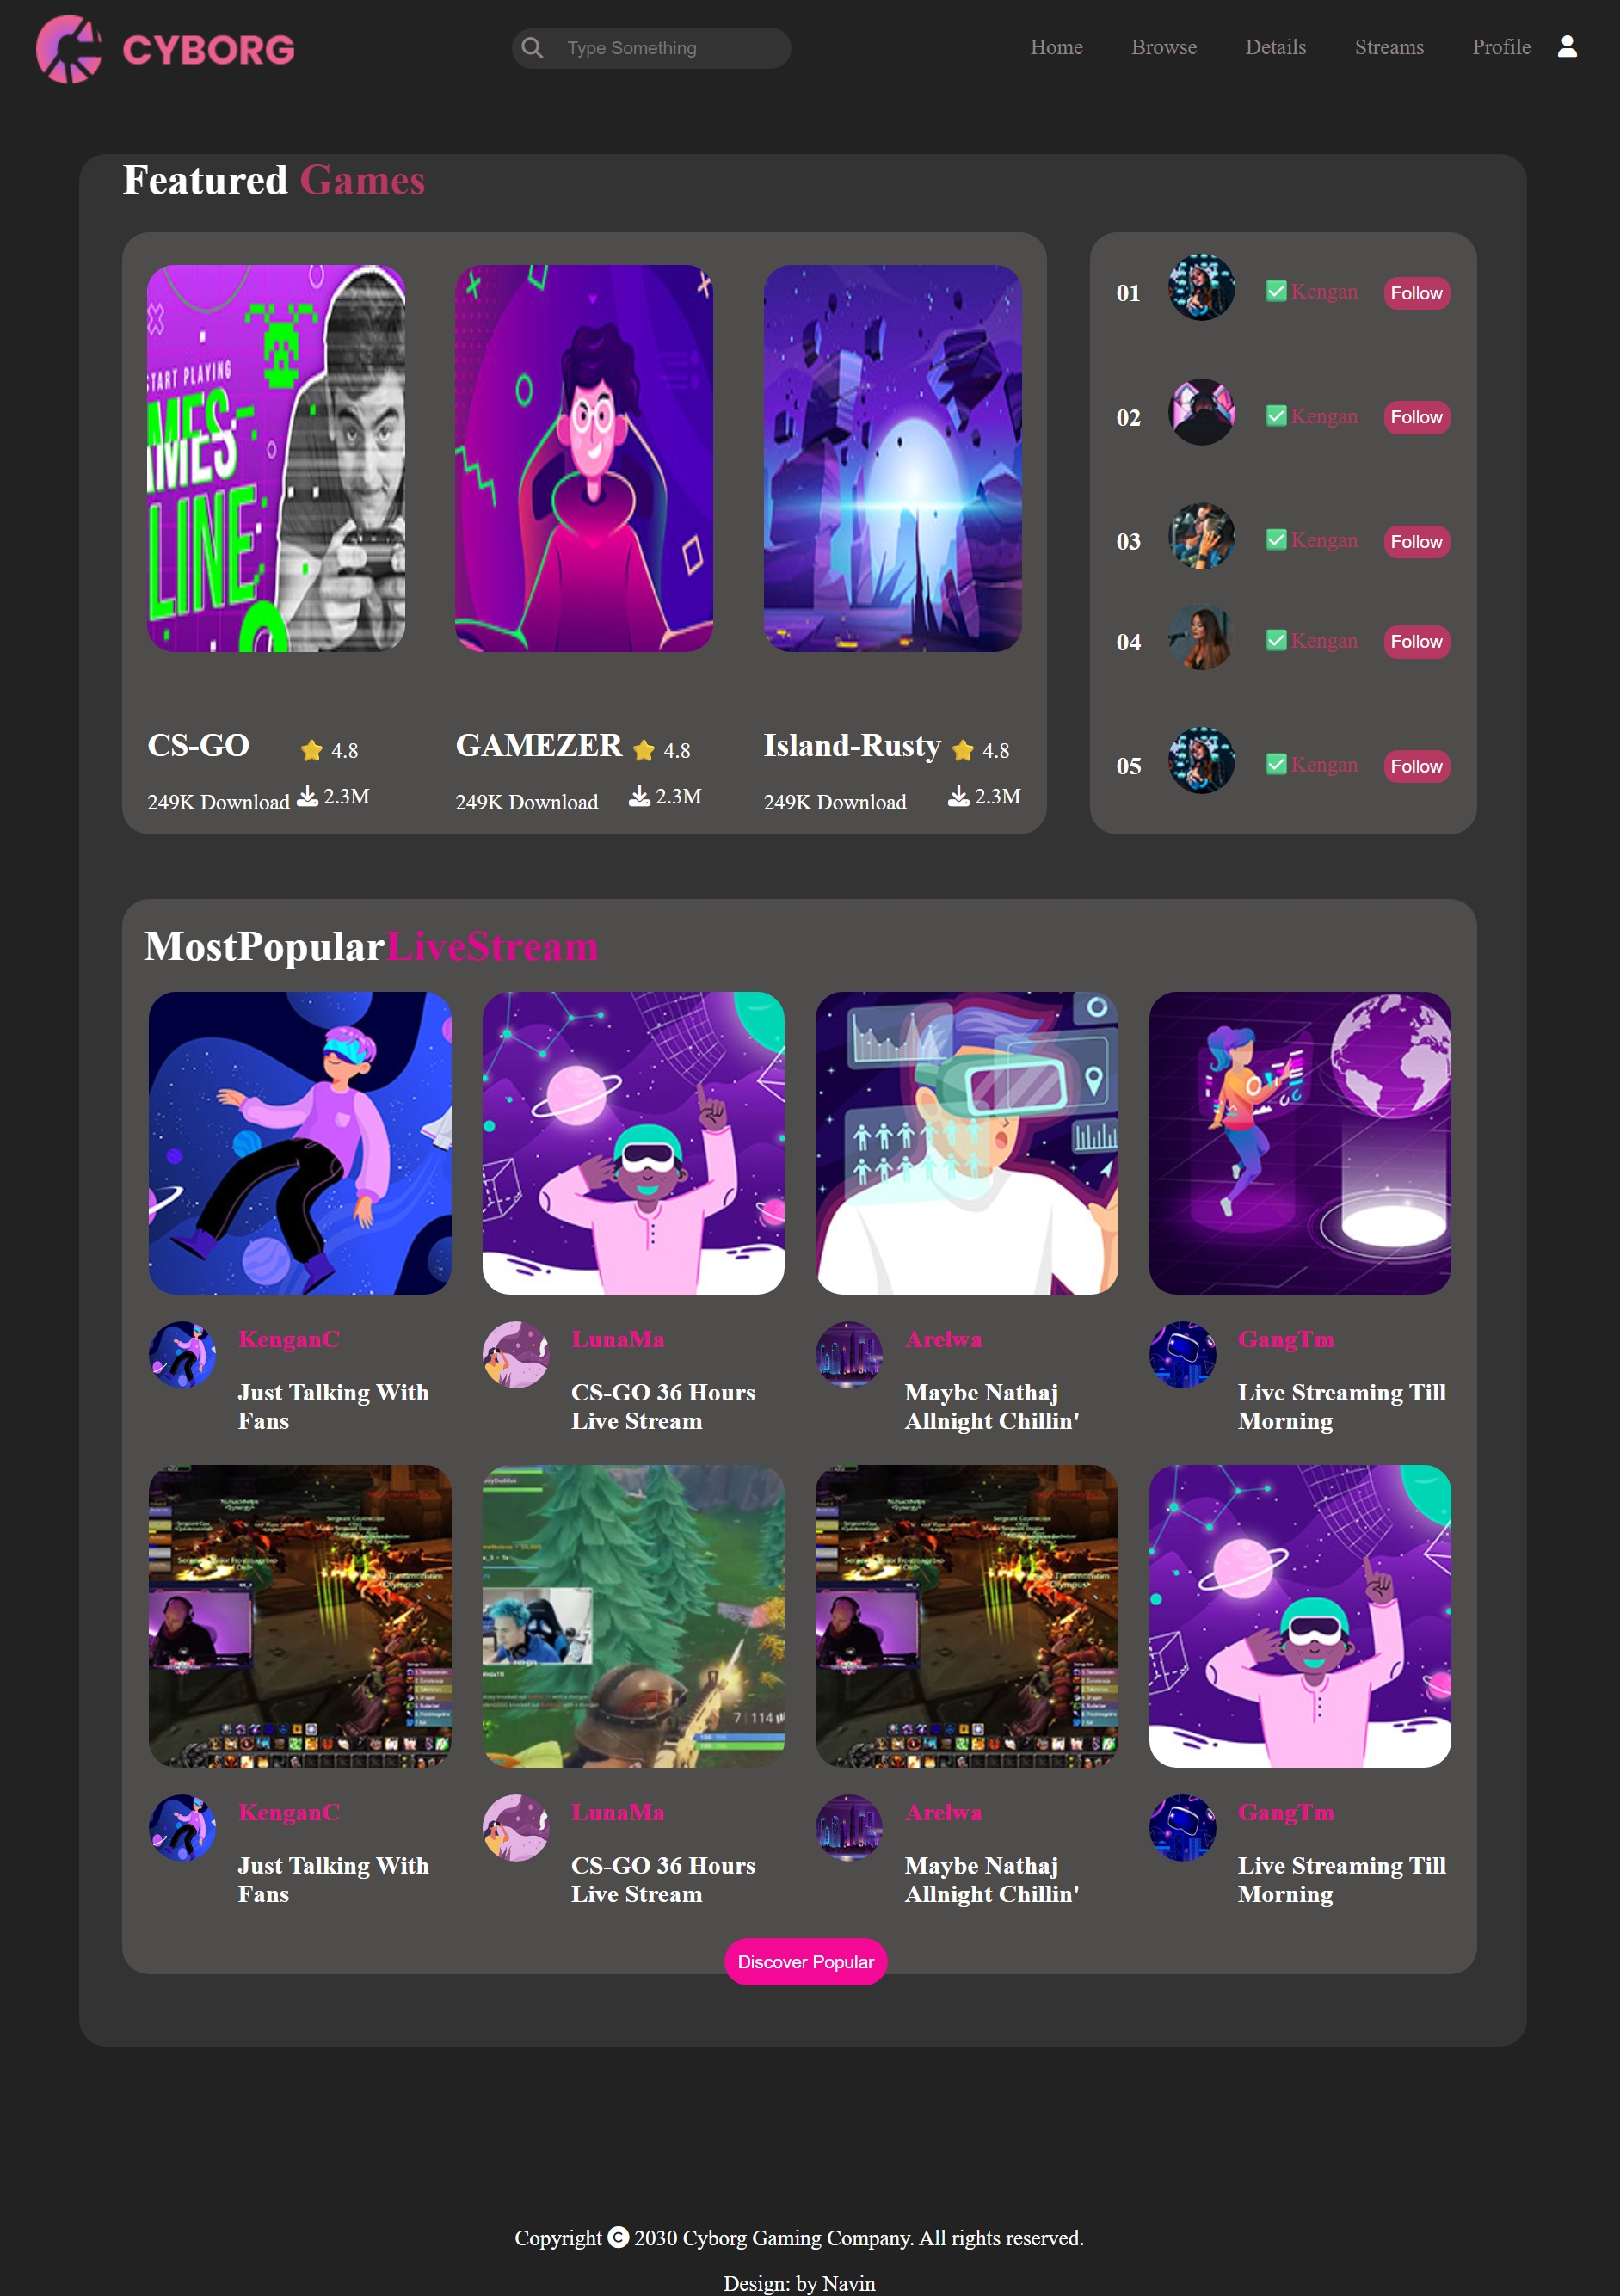 CYBORG
Type Something
Home
Browse
Details
Streams
Profile
Featured Games
START PLAYING
AMES
LINE
CS-GO
4.8
249K Download
2.3M
GAMEZER
4.8
249K Download
2.3M
Island-Rusty
4.8
249K Download
2.3M
01
Kengan
Follow
02
Kengan
Follow
03
Kengan
Follow
04
Kengan
Follow
05
Kengan
Follow
MostPopularLiveStream
KenganC
Just Talking With
Fans
LunaMa
CS-GO 36 Hours
Live Stream
Arelwa
Maybe Nathaj
Allnight Chillin'
GangTm
Live Streaming Till
Morning
7 | 114
KenganC
Just Talking With
Fans
LunaMa
CS-GO 36 Hours
Live Stream
Arelwa
Maybe Nathaj
Allnight Chillin'
GangTm
Live Streaming Till
Morning
Discover Popular
Copyright © 2030 Cyborg Gaming Company. All rights reserved.
Design: by Navin